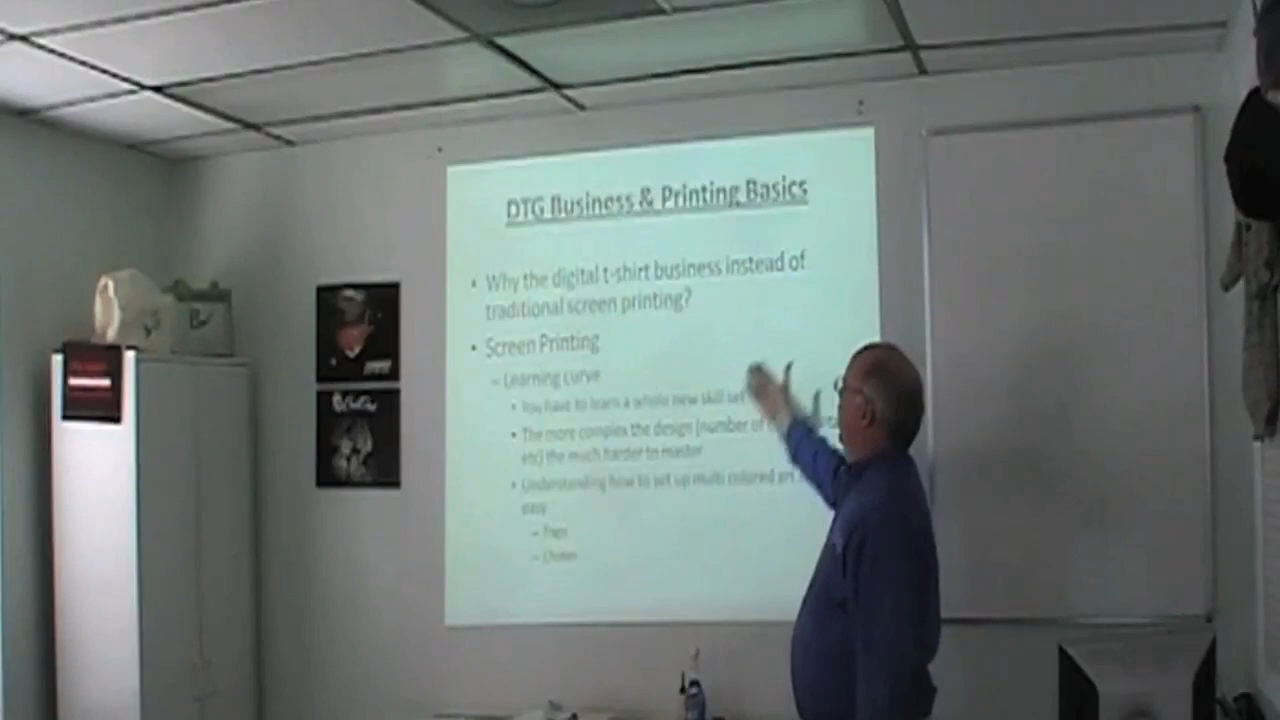 DTG Business & Printing Basics
• Why the digital t-shirt business instead of
traditional screen printing?
• Screen Printing
– Learning curve
• You have to learn a whole new skill set
• The more complex the design (number of
etc) the much harder to master
• Understanding how to set up multi colored art
easy
– Traps
– Chokes